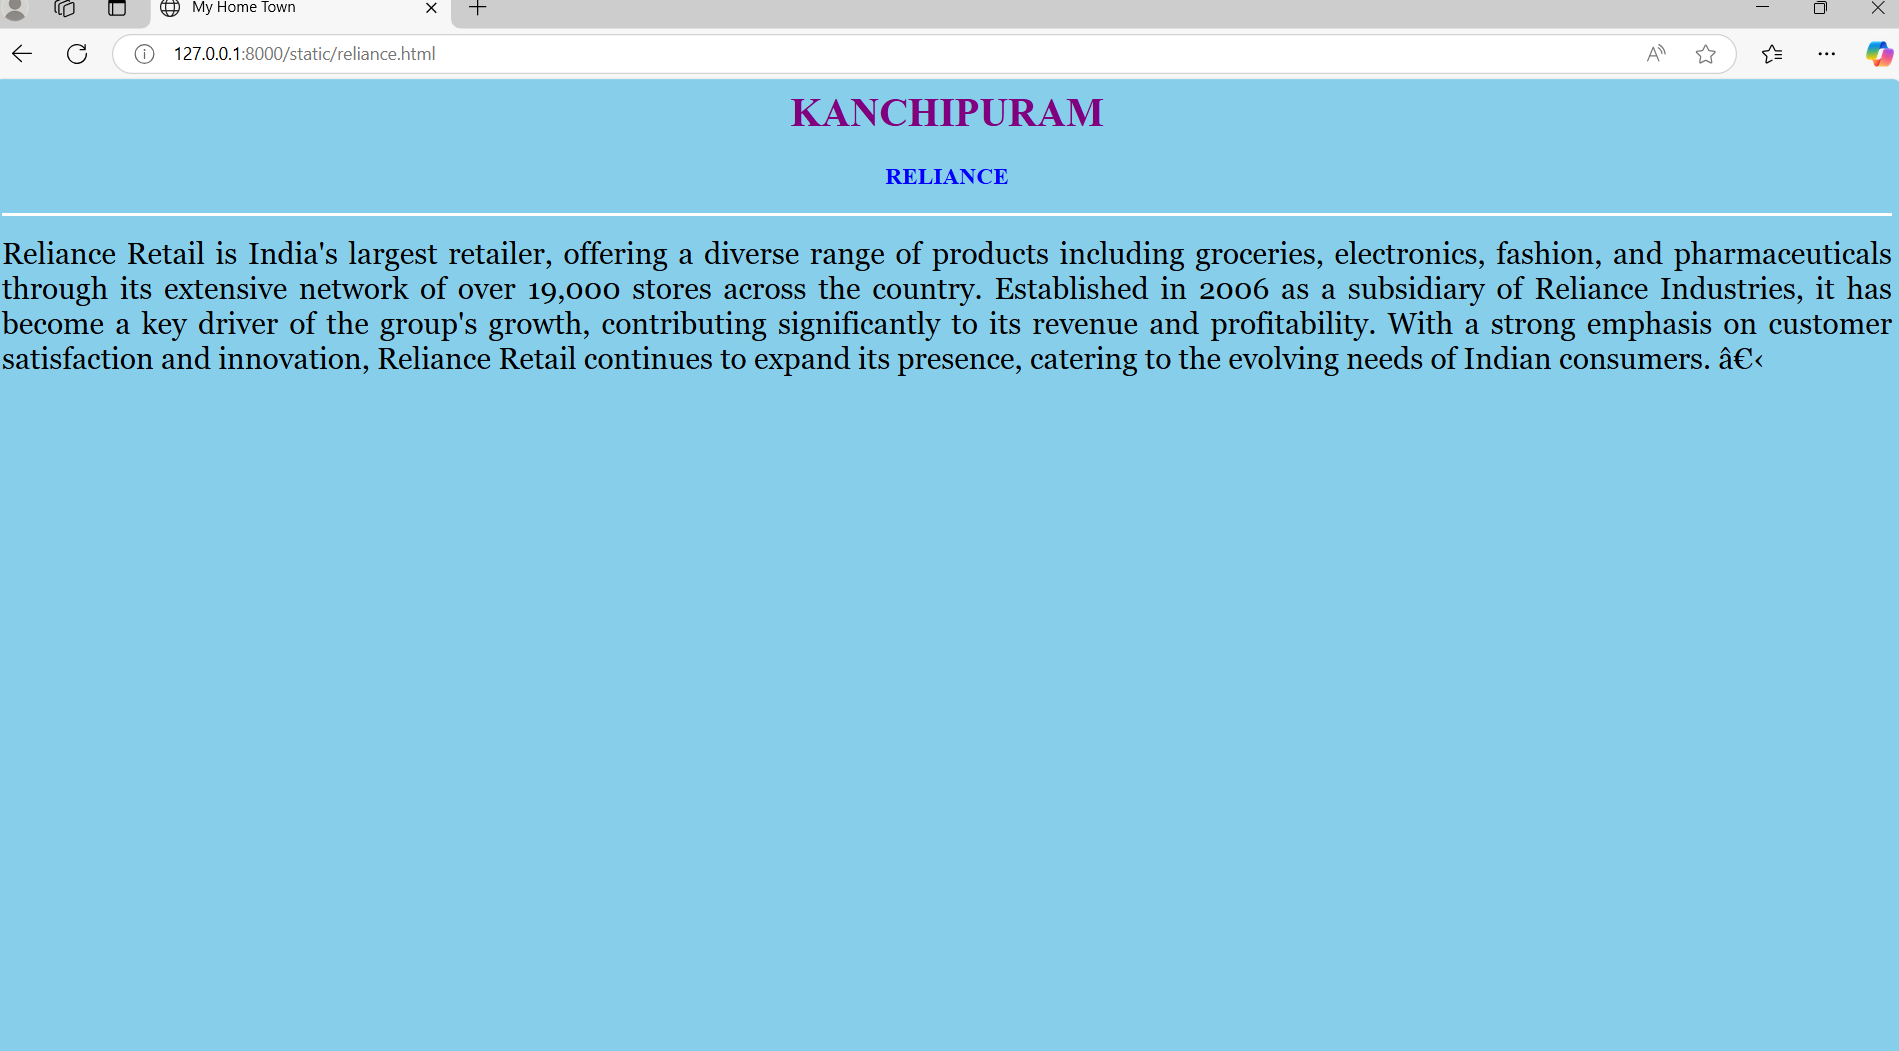 My Home Town
127.0.0.1:8000/static/reliance.html
KANCHIPURAM
RELIANCE
Reliance Retail is India's largest retailer, offering a diverse range of products including groceries, electronics, fashion, and pharmaceuticals
through its extensive network of over 19,000 stores across the country. Established in 2006 as a subsidiary of Reliance Industries, it has
become a key driver of the group's growth, contributing significantly to its revenue and profitability. With a strong emphasis on customer
satisfaction and innovation, Reliance Retail continues to expand its presence, catering to the evolving needs of Indian consumers. â€‹